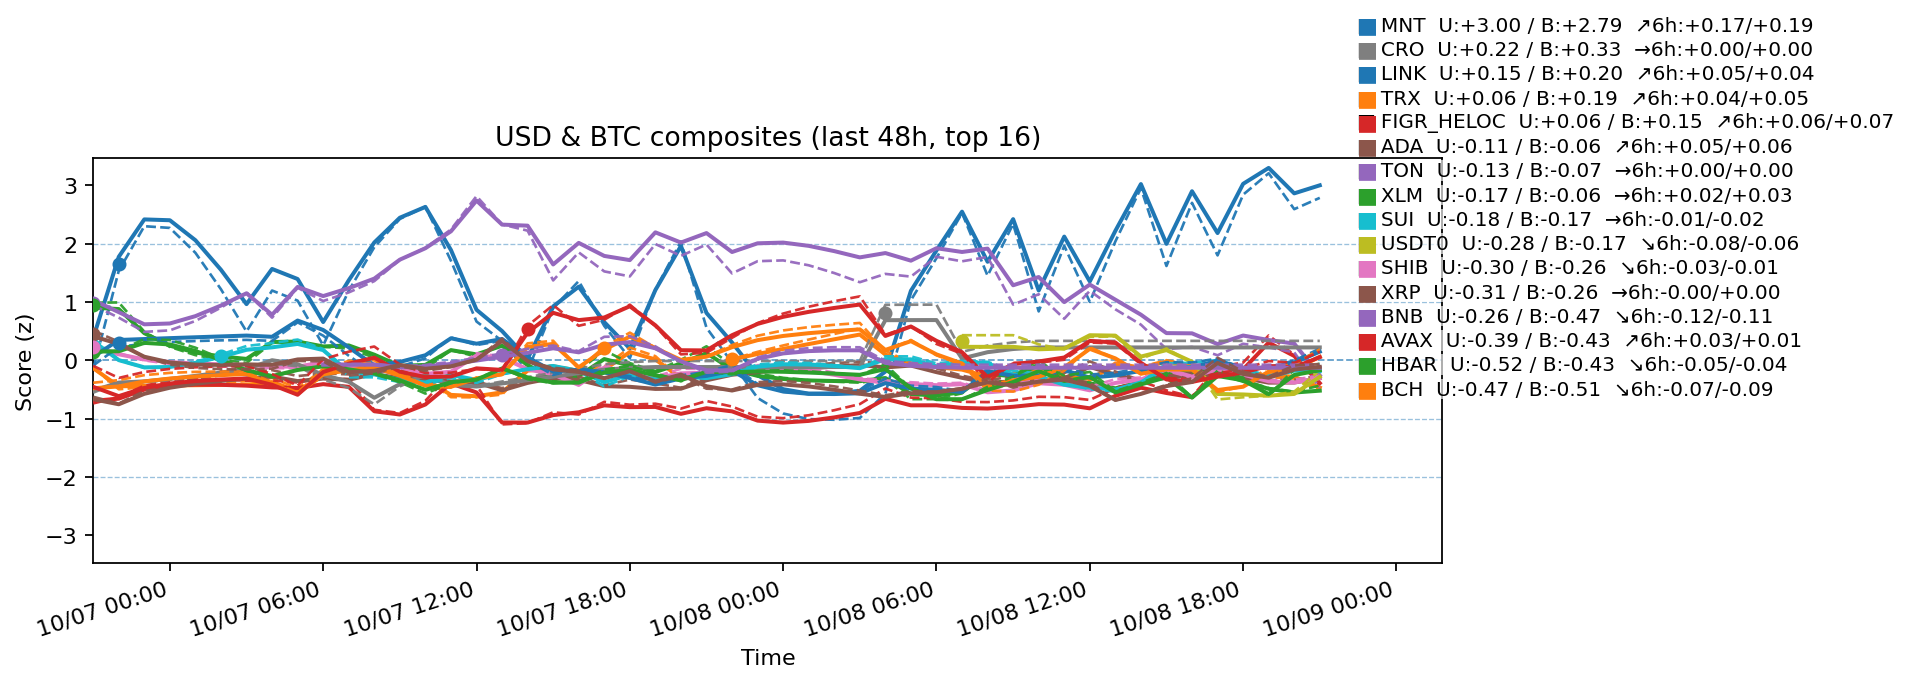 MNT U:+3.00 / B:+2.79 ↗6h:+0.17/+0.19
CRO U:+0.22 / B:+0.33 →6h:+0.00/+0.00
LINK U:+0.15 / B:+0.20 ↗6h:+0.05/+0.04
TRX U:+0.06 / B:+0.19 ↗6h:+0.04/+0.05
FIGR_HELOC U:+0.06 / B:+0.15 ↗6h:+0.06/+0.07
ADA U:-0.11 / B:-0.06 ↗6h:+0.05/+0.06
TON U:-0.13 / B:-0.07 →6h:+0.00/+0.00
XLM U:-0.17 / B:-0.06 →6h:+0.02/+0.03
SUI U:-0.18 / B:-0.17 →6h:-0.01/-0.02
USDT0 U:-0.28 / B:-0.17 ↘6h:-0.08/-0.06
SHIB U:-0.30 / B:-0.26 ↘6h:-0.03/-0.01
XRP U:-0.31 / B:-0.26 →6h:-0.00/+0.00
BNB U:-0.26 / B:-0.47 ↘6h:-0.12/-0.11
AVAX U:-0.39 / B:-0.43 ↗6h:+0.03/+0.01
HBAR U:-0.52 / B:-0.43 ↘6h:-0.05/-0.04
BCH U:-0.47 / B:-0.51 ↘6h:-0.07/-0.09
USD & BTC composites (last 48h, top 16)
Score (z)
3
2
1
0
−1
−2
−3
10/07 00:00
10/07 06:00
10/07 12:00
10/07 18:00
10/08 00:00
10/08 06:00
10/08 12:00
10/08 18:00
10/09 00:00
Time